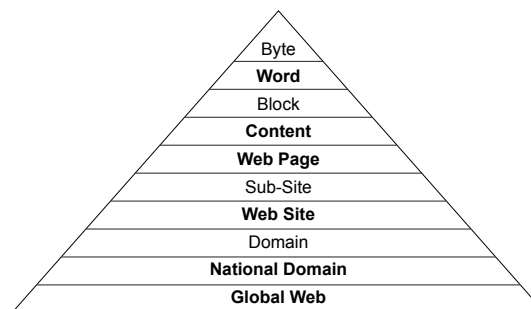 Byte
Word
Block
Content
Web Page
Sub-Site
Web Site
Domain
National Domain
Global Web